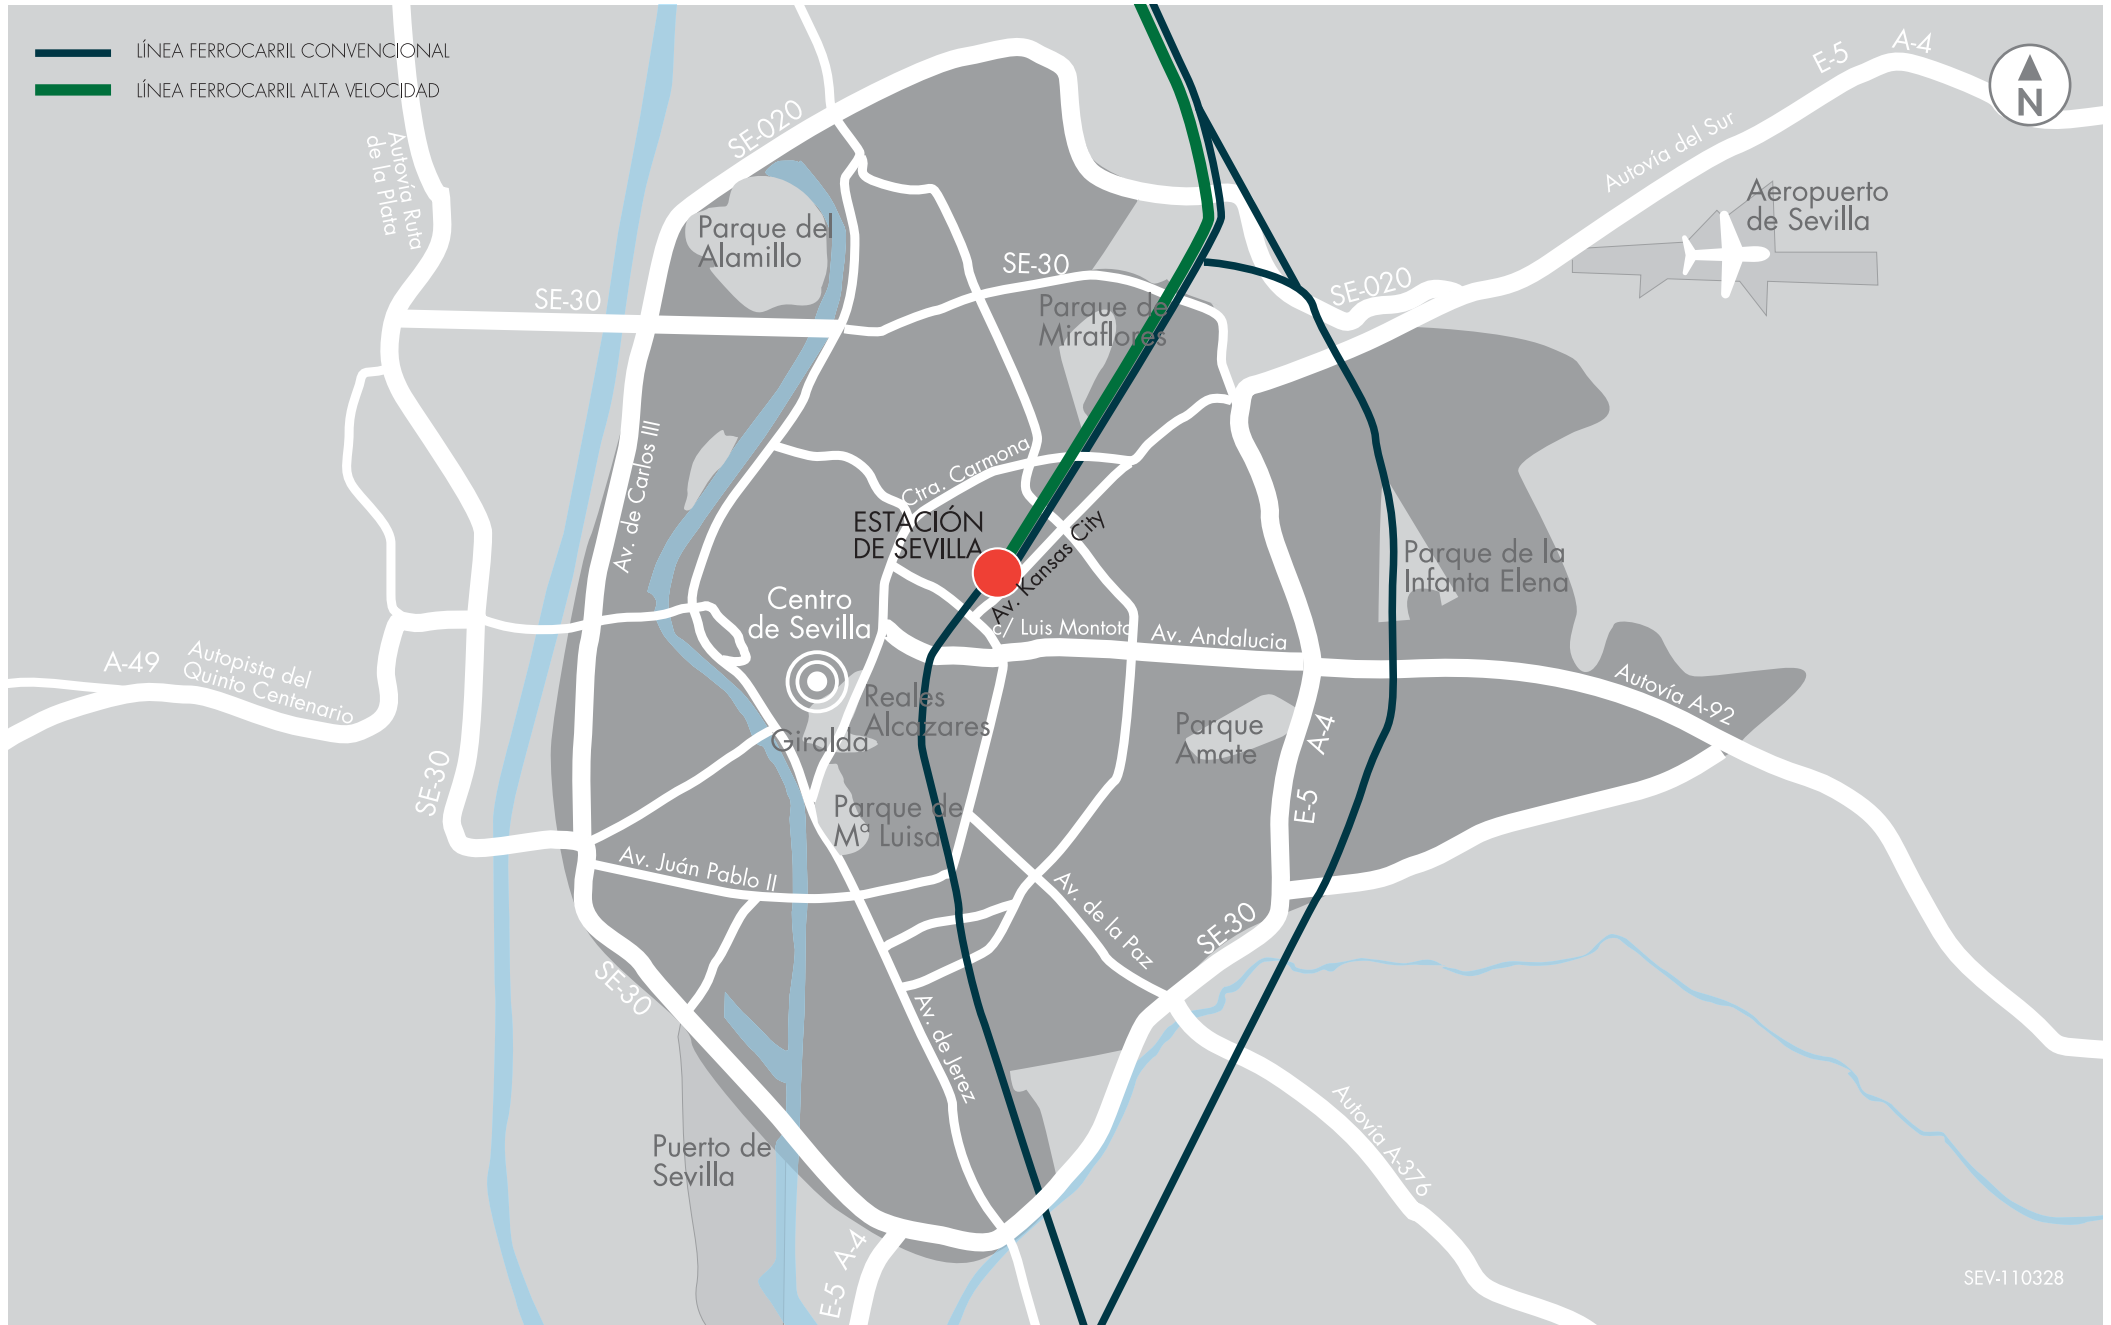 LÍNEA FERROCARRIL CONVENCIONAL
LÍNEA FERROCARRIL ALTA VELOCIDAD
E-5
A-4
N
SE-020
Autovía Ruta
de la Plata
Autovía del Sur
Aeropuerto
de Sevilla
Parque del
Alamillo
SE-30
SE-30
SE-020
Parque de
Miraflores
Av. de Carlos III
Ctra. Carmona
ESTACIÓN
DE SEVILLA
Av. Kansas City
Parque de la
Infanta Elena
Centro
de Sevilla
c/ Luis Montoto
Av. Andalucia
A-49
Autopista del
Quinto Centenario
Reales
Alcazares
Giralda
Parque
Amate
A-4
E-5
Autovía A-92
SE-30
Parque de
Mª Luisa
Av. Juán Pablo II
Av. de la Paz
SE-30
SE-30
Av. de Jerez
Puerto de
Sevilla
Autovía A-376
A-4
E-5
SEV-110328